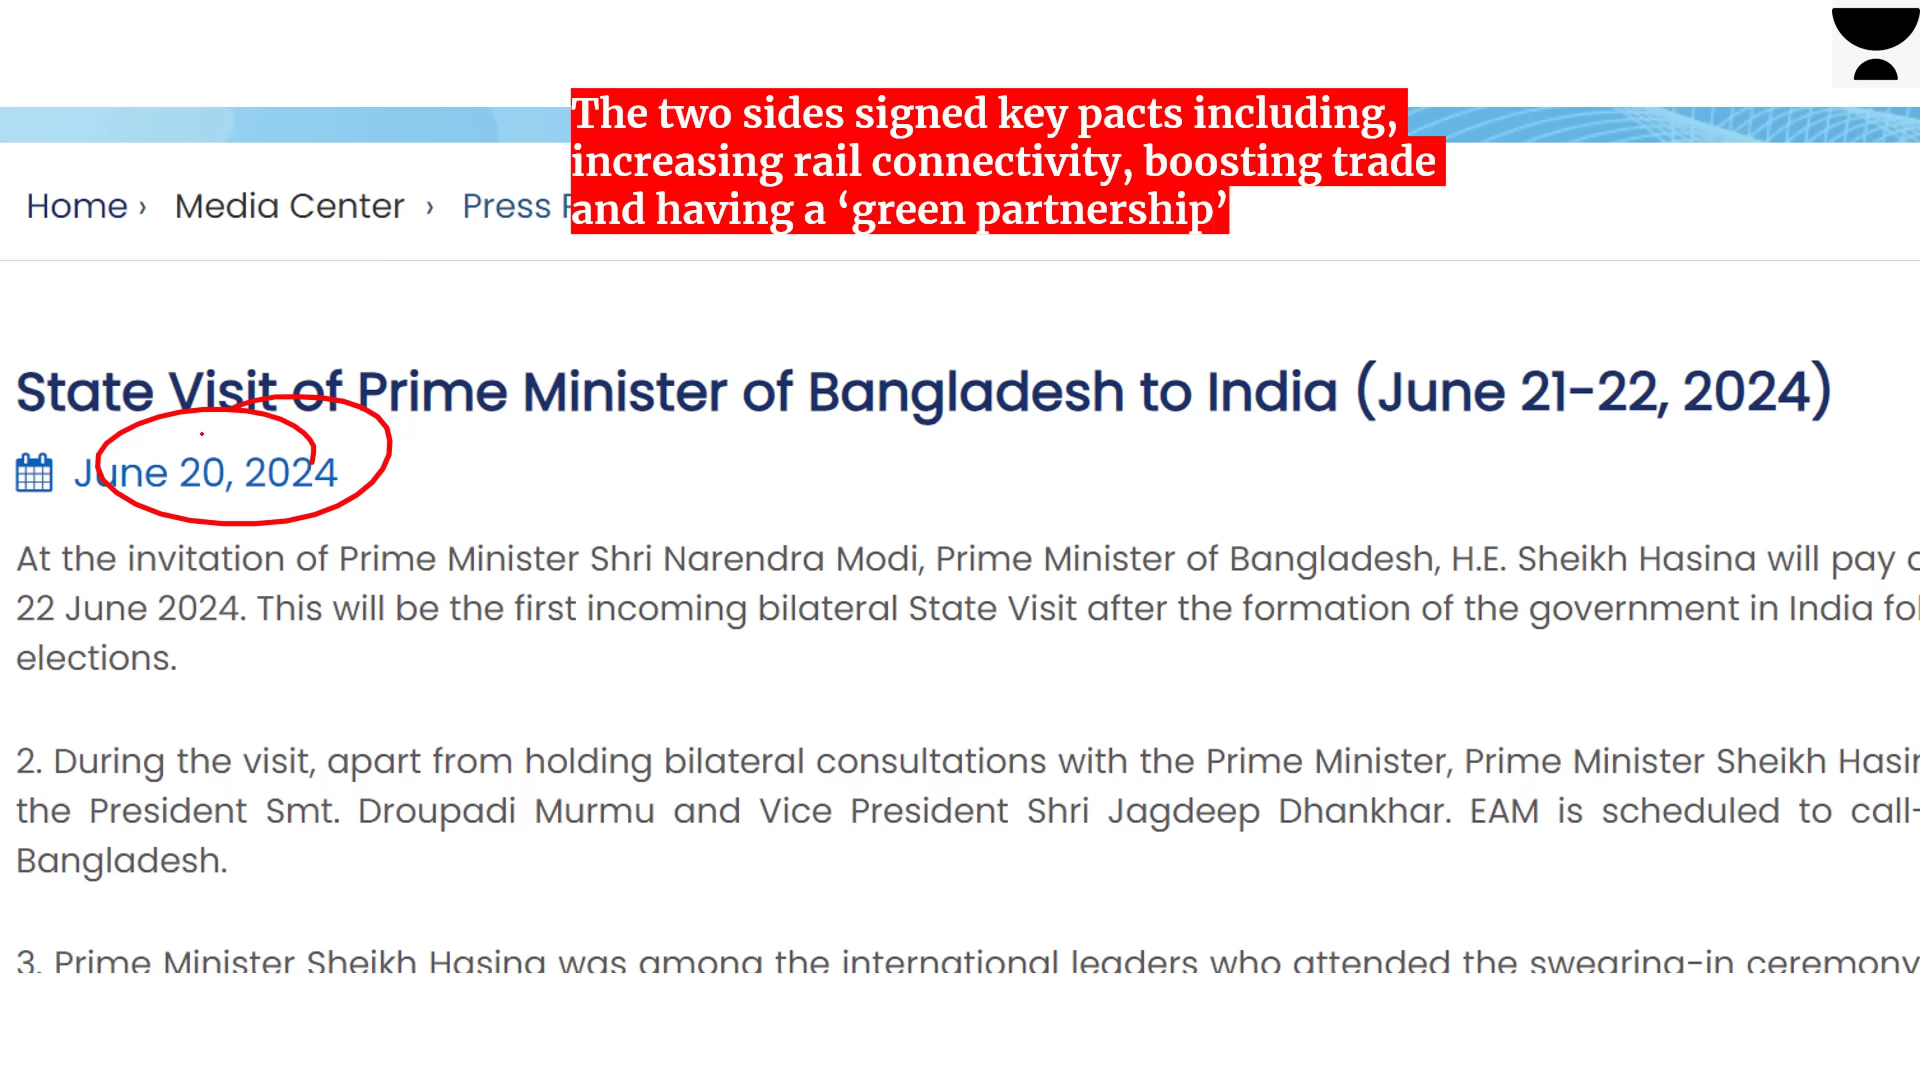 The two sides signed key pacts including,
increasing rail connectivity, boosting trade
and having a ‘green partnership’
Home › Media Center › Press
State Visit of Prime Minister of Bangladesh to India (June 21-22, 2024)
June 20, 2024
At the invitation of Prime Minister Shri Narendra Modi, Prime Minister of Bangladesh, H.E. Sheikh Hasina will pay
22 June 2024. This will be the first incoming bilateral State Visit after the formation of the government in India
elections.
2. During the visit, apart from holding bilateral consultations with the Prime Minister, Prime Minister Sheikh
the President Smt. Droupadi Murmu and Vice President Shri Jagdeep Dhankhar. EAM is scheduled to call-
Bangladesh.
3. Prime Minister Sheikh Hasina was among the international leaders who attended the swearing-in ceremony